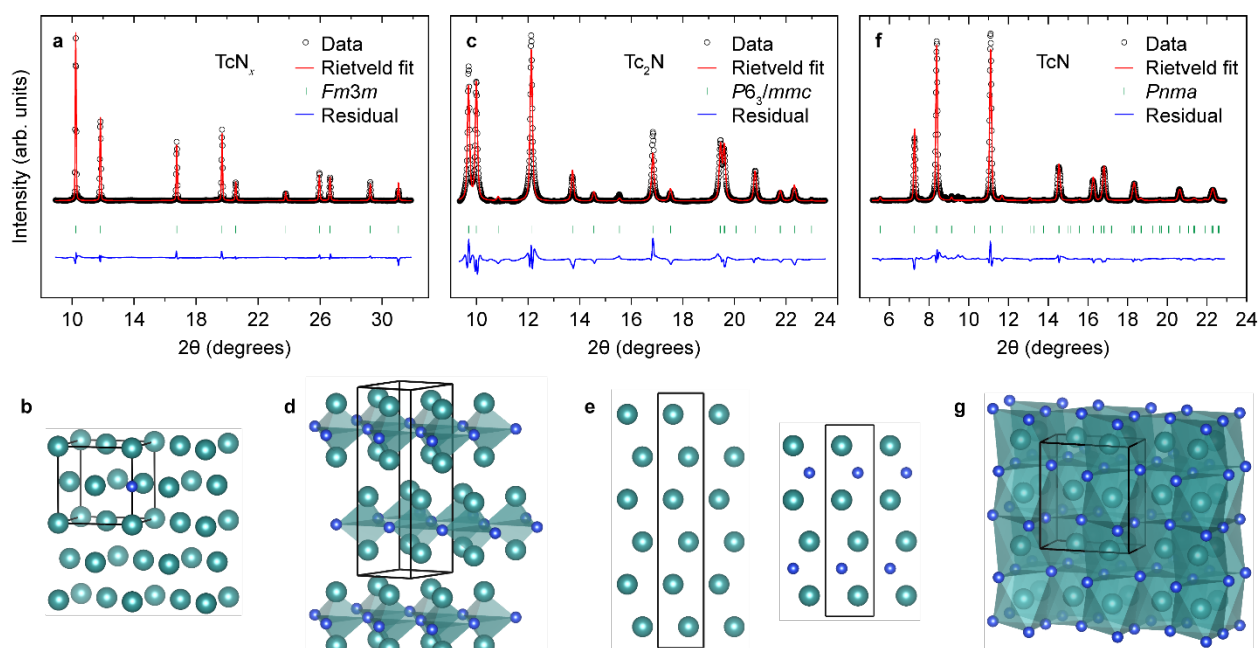 a
TcNₓ
Data
Rietveld fit
Fm3m
Residual
Intensity (arb. units)
10 14 18 22 26 30
2θ (degrees)
c
Tc₂N
Data
Rietveld fit
P6₃/mmc
Residual
10 12 14 16 18 20 22 24
2θ (degrees)
f
TcN
Data
Rietveld fit
Pnma
Residual
6 8 10 12 14 16 18 20 22 24
2θ (degrees)
b
d
e
g